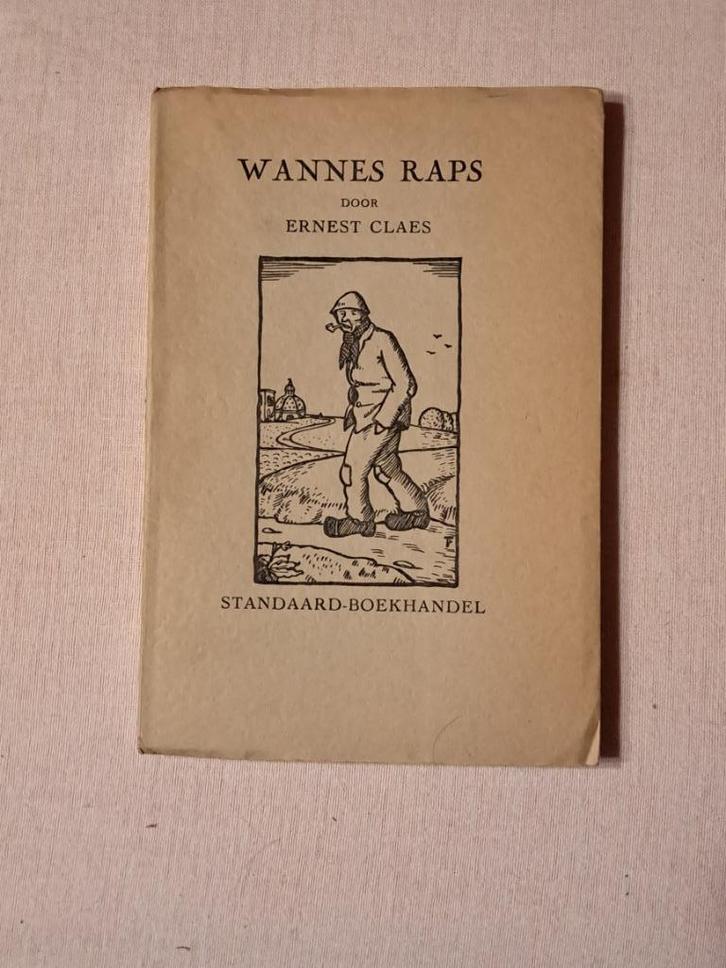 WANNES RAPS
DOOR
ERNEST CLAES
STANDAARD-BOEKHANDEL